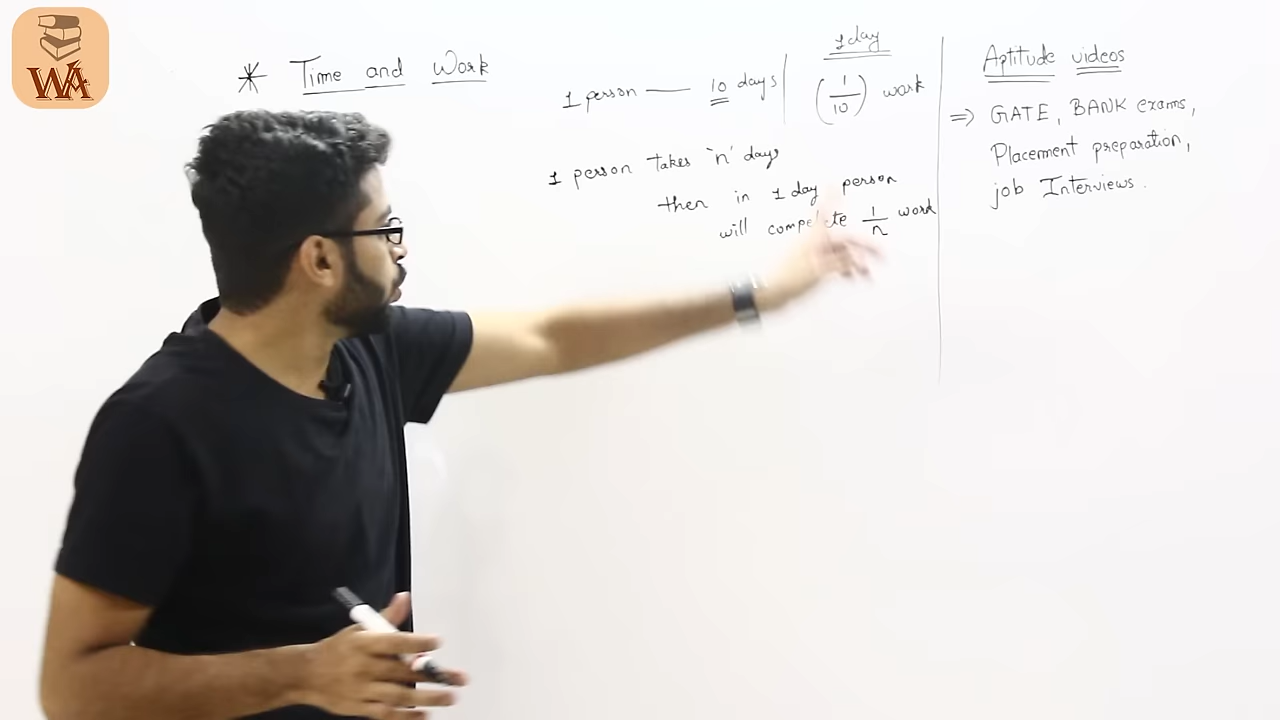 WA
* Time and Work
1 person — 10 days
1 day
(1/10) work
1 person takes 'n' days
then in 1 day person
will compelete 1/n work
Aptitude videos
⇒ GATE, BANK exams,
Placement preparation,
job Interviews.